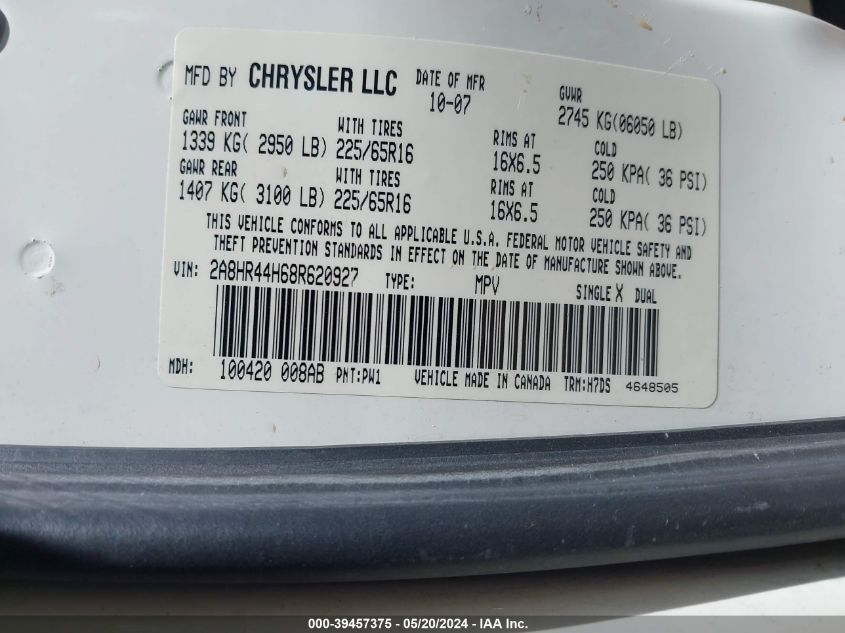 MFD BY CHRYSLER LLC DATE OF MFR GVWR
10-07 2745 KG(06050 LB)
GAWR FRONT WITH TIRES RIMS AT COLD
1339 KG( 2950 LB) 225/65R16 16X6.5 250 KPA( 36 PSI)
GAWR REAR WITH TIRES RIMS AT COLD
1407 KG( 3100 LB) 225/65R16 16X6.5 250 KPA( 36 PSI)
THIS VEHICLE CONFORMS TO ALL APPLICABLE U.S.A. FEDERAL MOTOR VEHICLE SAFETY AND
THEFT PREVENTION STANDARDS IN EFFECT ON THE DATE OF MANUFACTURE SHOWN ABOVE.
VIN: 2A8HR44H68R620927 TYPE: MPV SINGLE X DUAL
MDH: 100420 008AB PNT:PW1 VEHICLE MADE IN CANADA TRM:H7DS 4648505
000-39457375 — 05/20/2024 — IAA Inc.